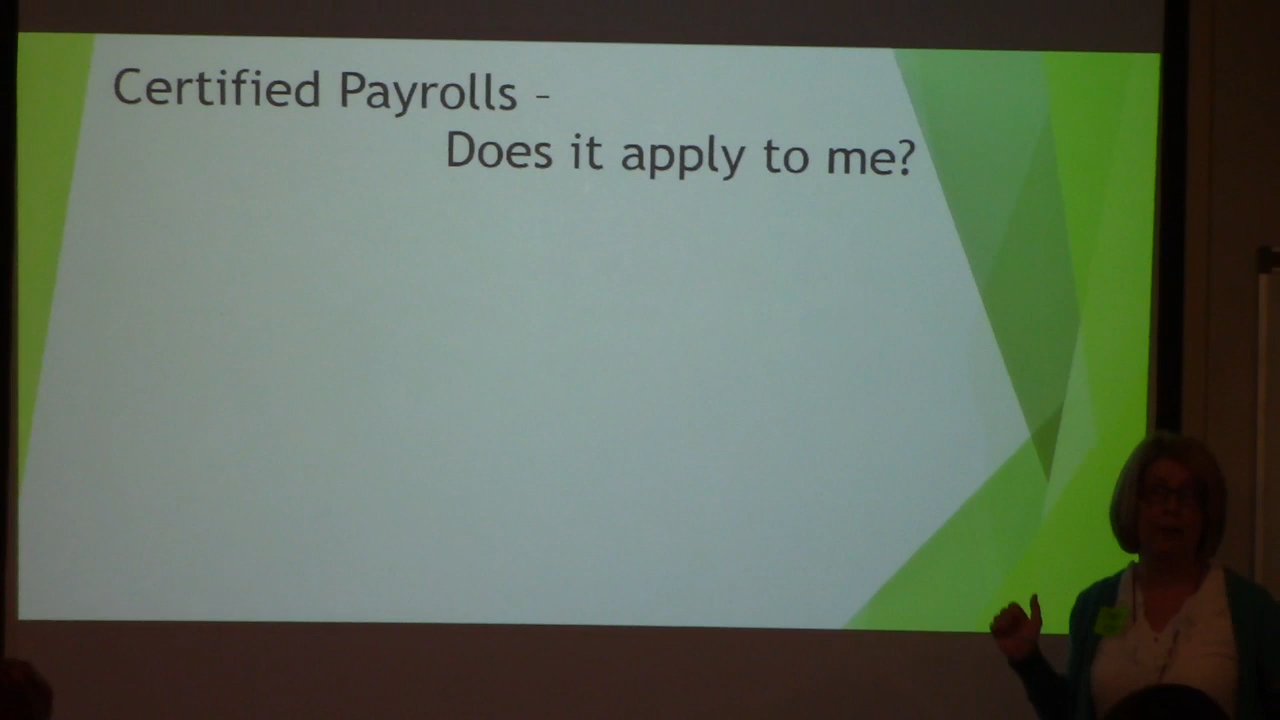 Certified Payrolls –
Does it apply to me?